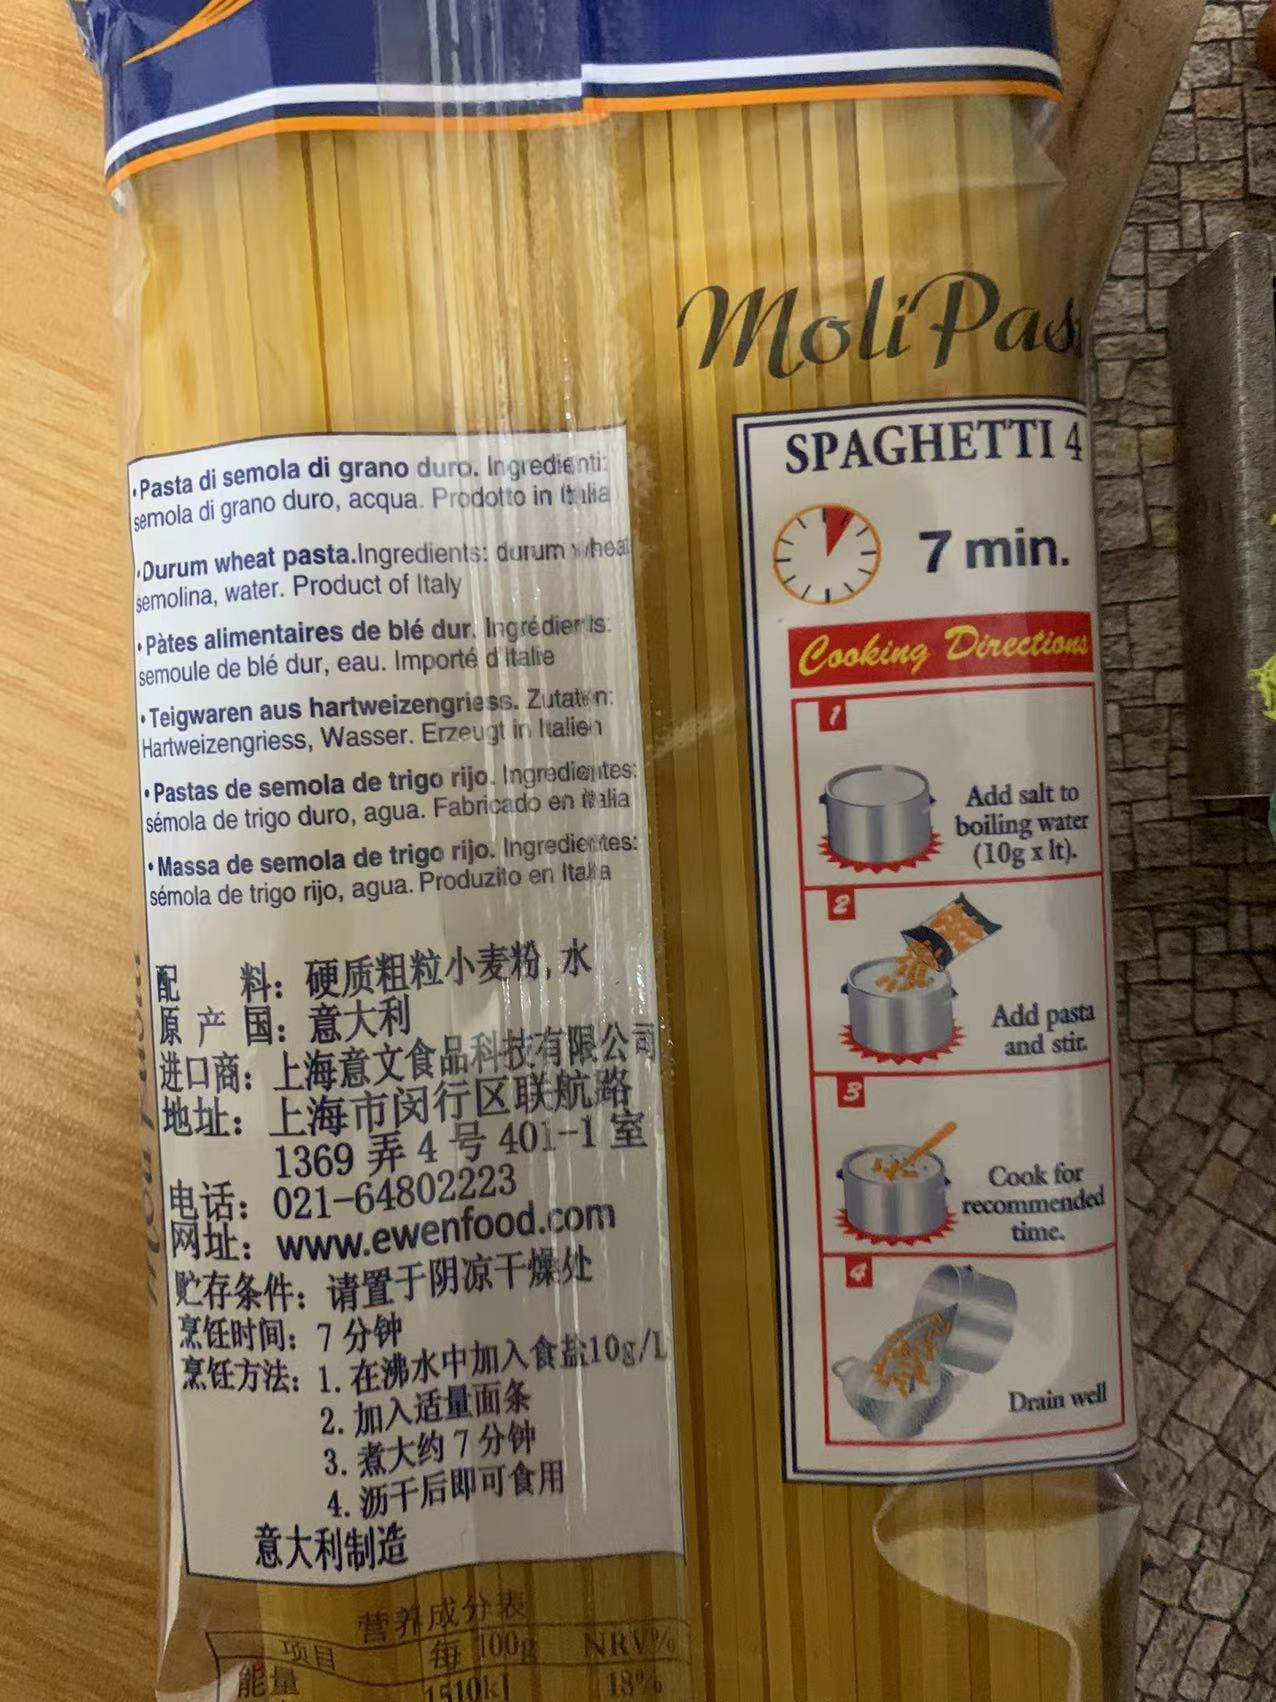 Moli
SPAGHETTI 4
7 min.
Cooking Directions
1
Add salt to
boiling water
(10g x lt).
2
Add pasta
and stir.
3
Cook for
recommended
time.
4
Drain well
•Pasta di semola di grano duro. Ingredienti:
semola di grano duro, acqua. Prodotto in Italia
•Durum wheat pasta.Ingredients: durum wheat
semolina, water. Product of Italy
•Pàtes alimentaires de blé dur. Ingrédients:
semoule de blé dur, eau. Importé d'Italie
•Teigwaren aus hartweizengriess. Zutaten:
Hartweizengriess, Wasser. Erzeugt in Italien
•Pastas de semola de trigo rijo. Ingredientes:
sémola de trigo duro, agua. Fabricado en Italia
•Massa de semola de trigo rijo. Ingredientes:
sémola de trigo rijo, agua. Produzito en Italia
配 料：硬质粗粒小麦粉, 水
原 产 国：意大利
进口商：上海意文食品科技有限公司
地址：上海市闵行区联航路
1369 弄 4 号 401-1 室
电话：021-64802223
网址：www.ewenfood.com
贮存条件：请置于阴凉干燥处
烹饪时间：7 分钟
烹饪方法：1. 在沸水中加入食盐10g/L
2. 加入适量面条
3. 煮大约 7 分钟
4. 沥干后即可食用
意大利制造
营养成分表
项目 每 100g NRV%
能量 1510kJ 18%